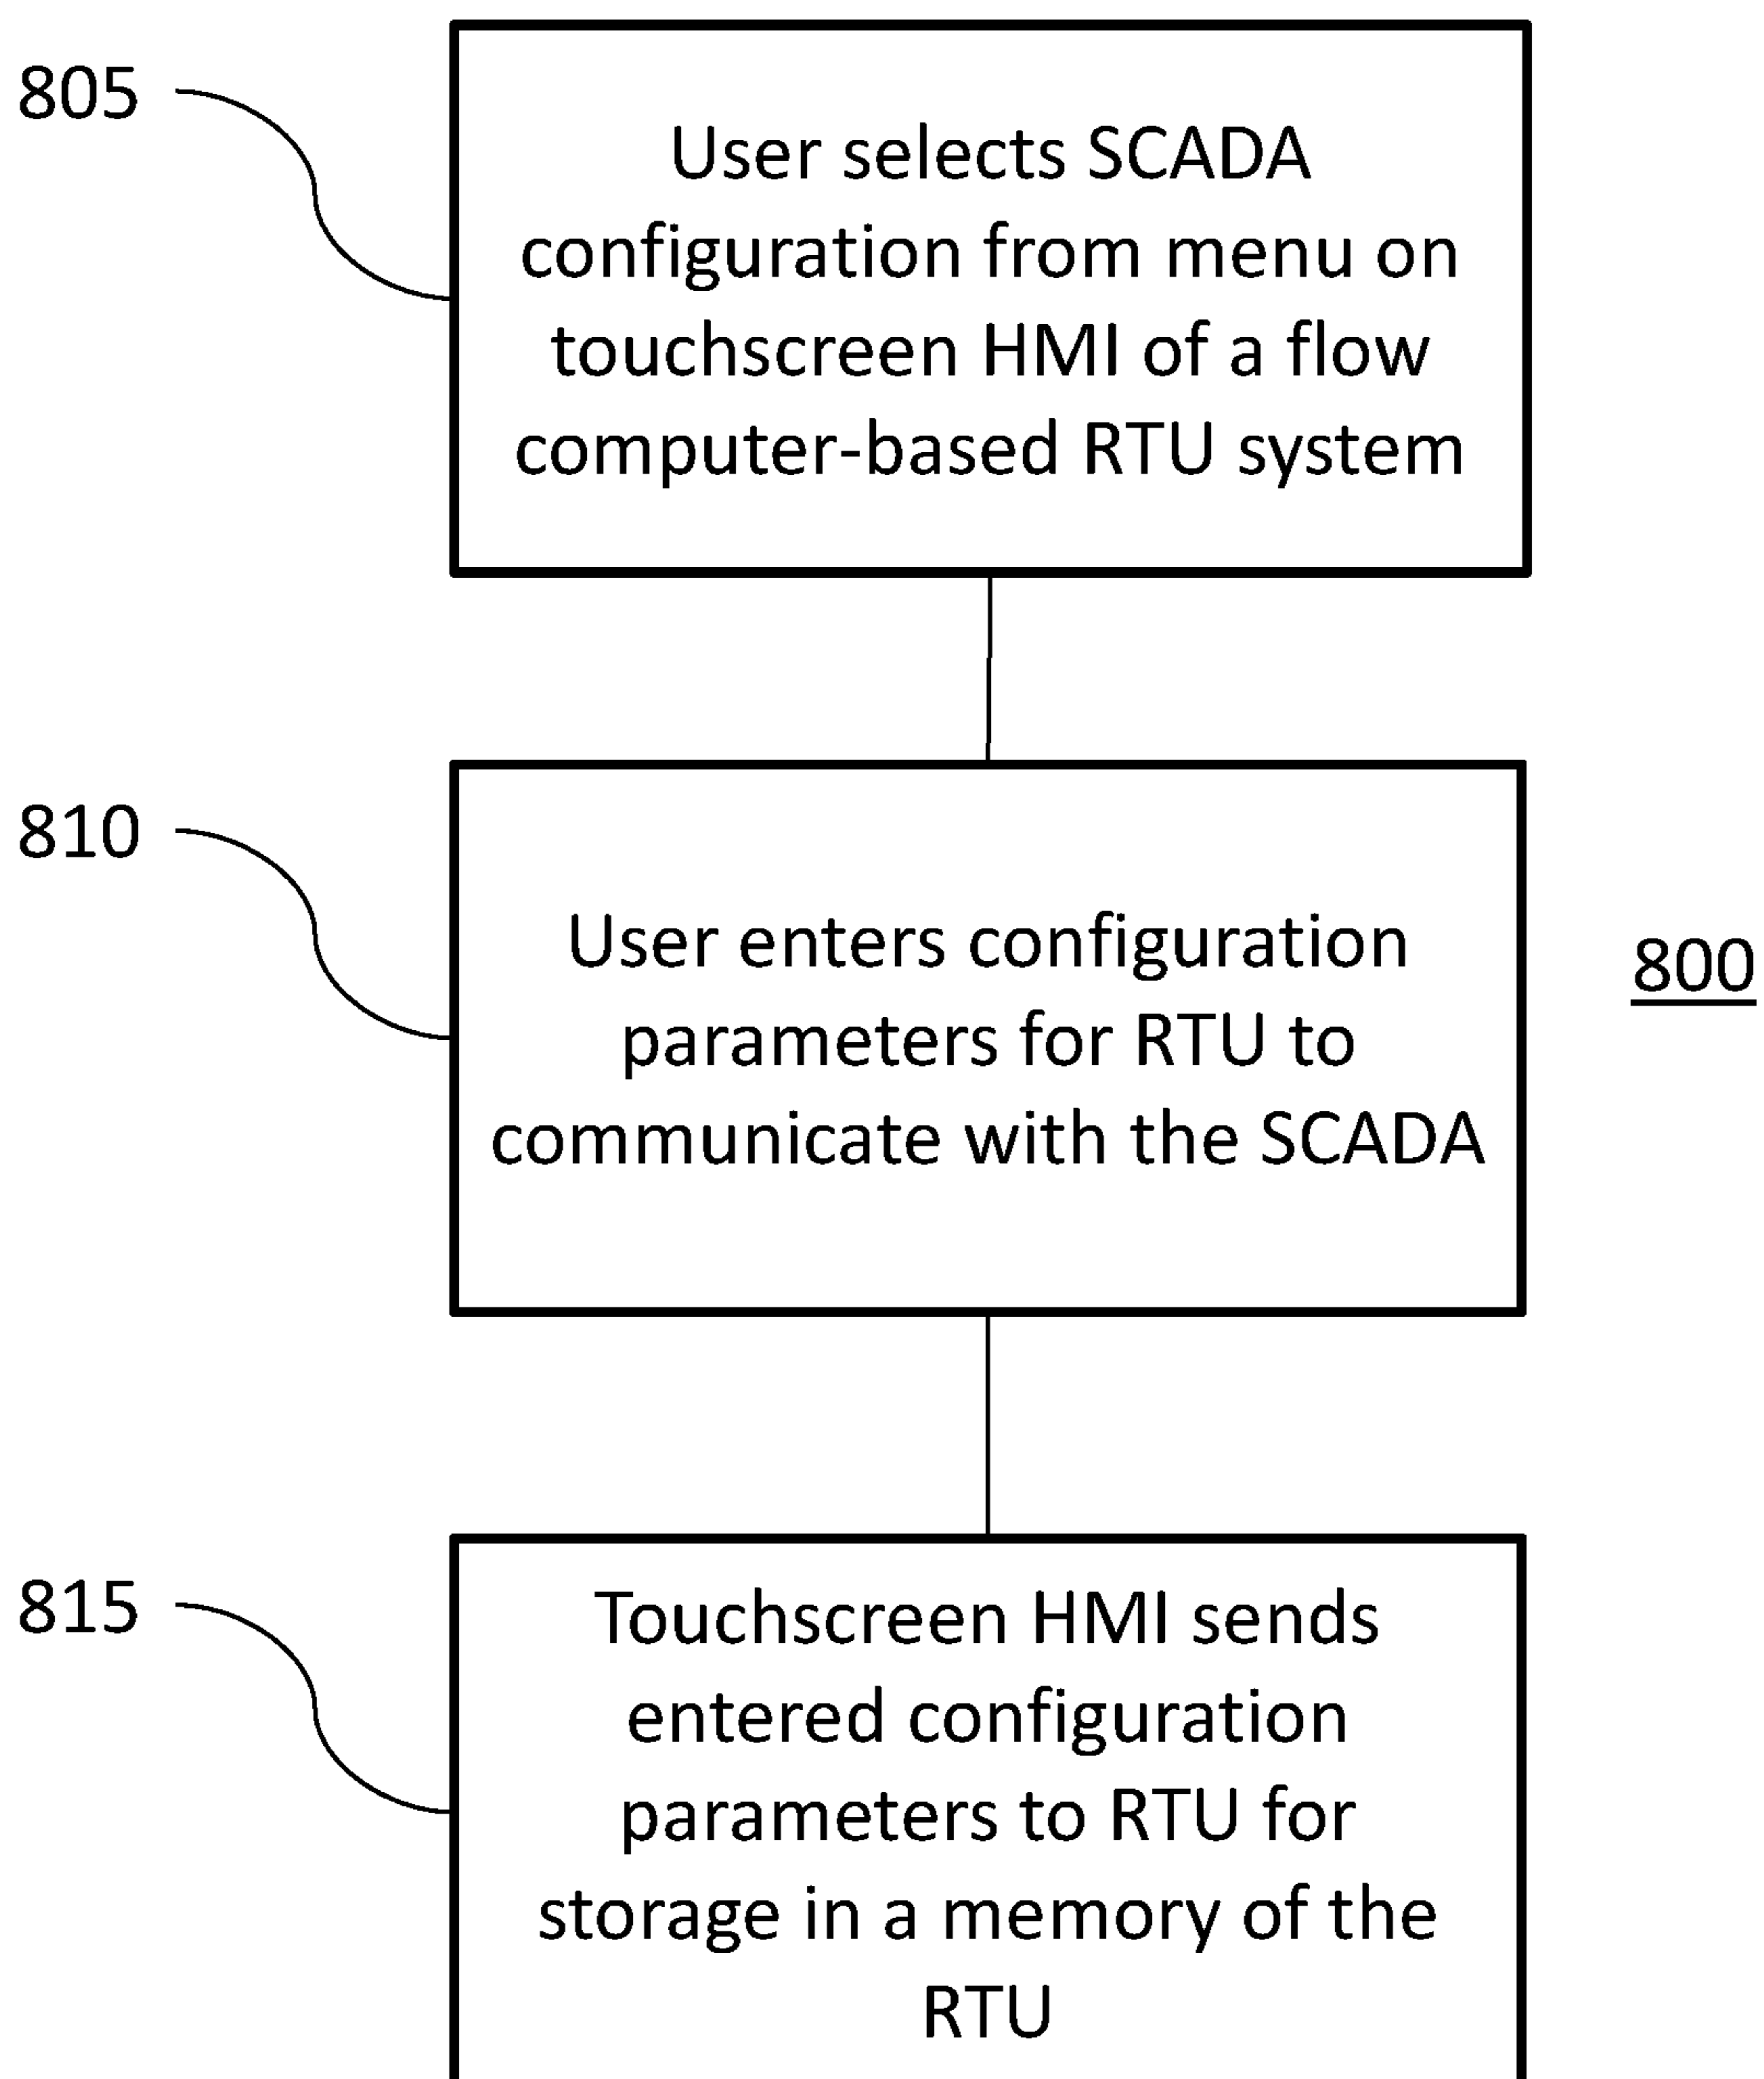 805
User selects SCADA
configuration from menu on
touchscreen HMI of a flow
computer-based RTU system
810
User enters configuration
parameters for RTU to
communicate with the SCADA
800
815
Touchscreen HMI sends
entered configuration
parameters to RTU for
storage in a memory of the
RTU